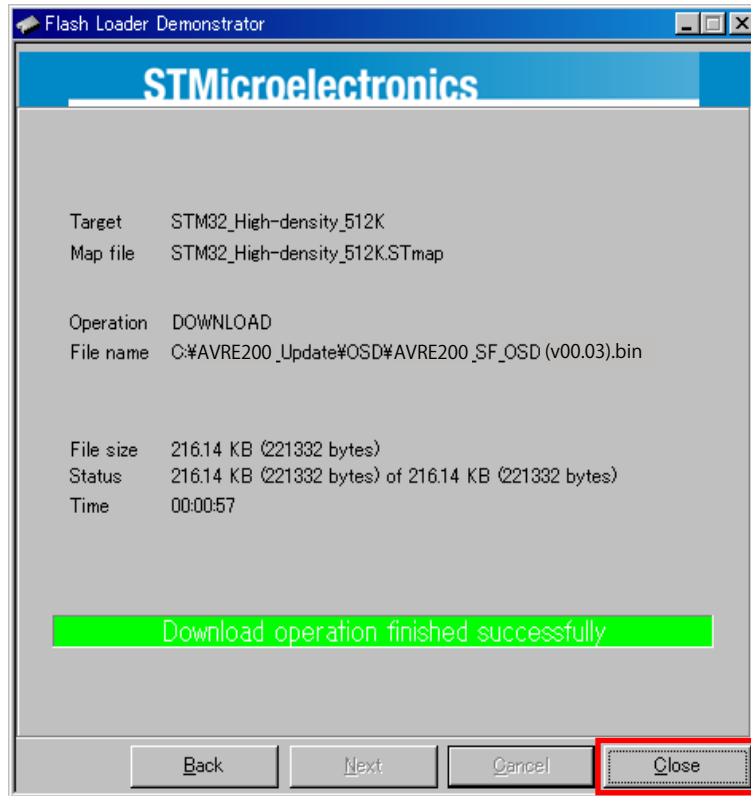 Flash Loader Demonstrator
STMicroelectronics
Target STM32_High-density_512K
Map file STM32_High-density_512K.STmap
Operation DOWNLOAD
File name C:¥AVRE200_Update¥OSD¥AVRE200_SF_OSD (v00.03).bin
File size 216.14 KB (221332 bytes)
Status 216.14 KB (221332 bytes) of 216.14 KB (221332 bytes)
Time 00:00:57
Download operation finished successfully
Back Next Cancel Close